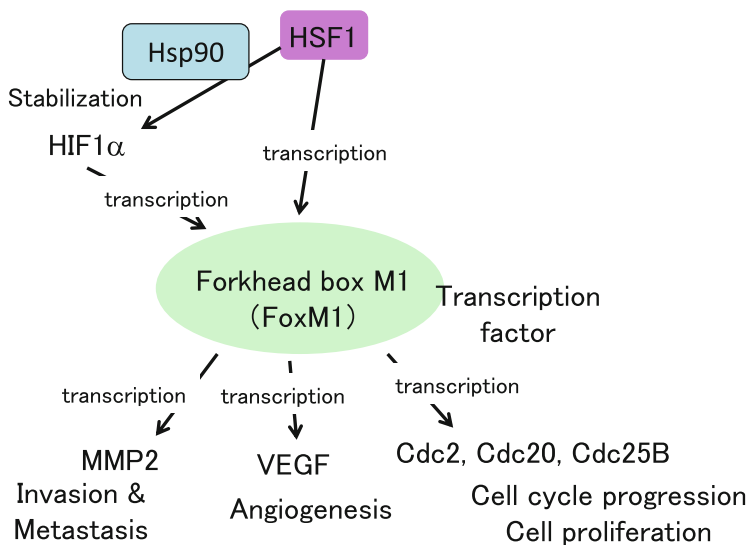 HSF1
Hsp90
Stabilization
HIF1α
transcription
transcription
Forkhead box M1
(FoxM1)
Transcription
factor
transcription
transcription
transcription
MMP2
VEGF
Cdc2, Cdc20, Cdc25B
Invasion &
Metastasis
Angiogenesis
Cell cycle progression
Cell proliferation